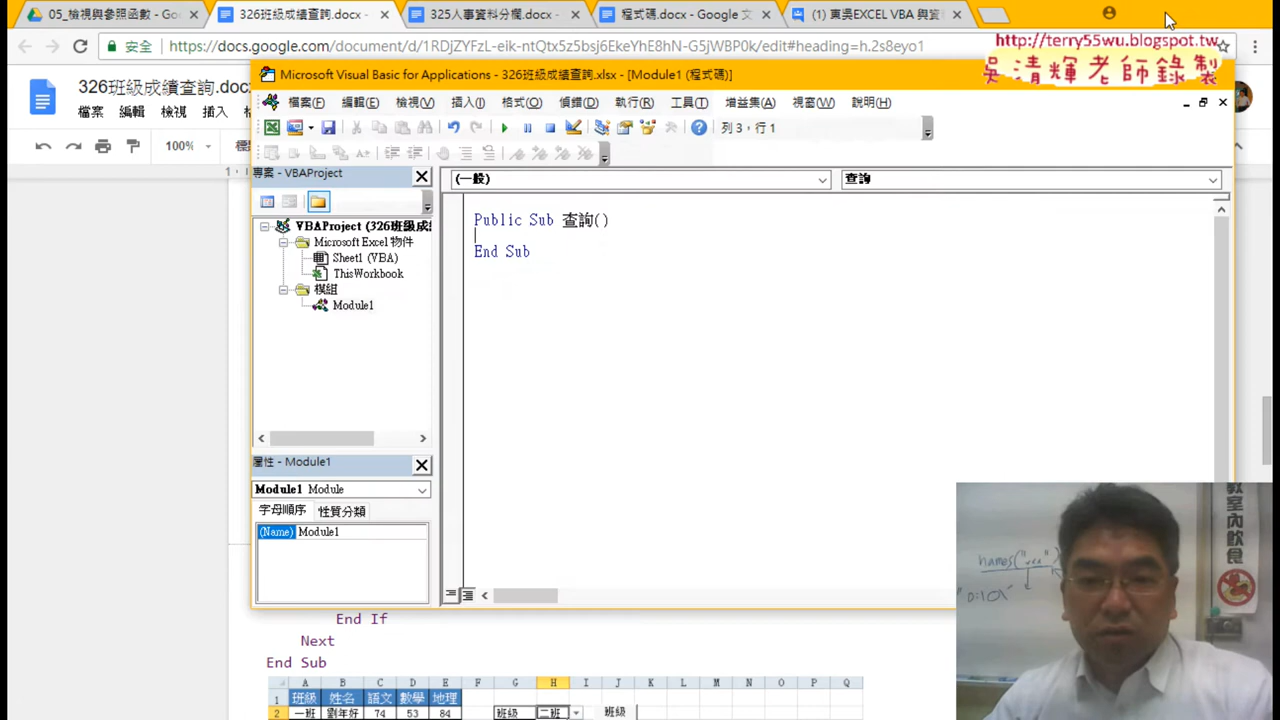 05_檢視與參照函數 - Goo
326班級成績查詢.docx -
325人事資料分欄.docx -
程式碼.docx - Google 文
(1) 東吳EXCEL VBA 與資
安全
https://docs.google.com/document/d/1RDjZYFzL-eik-ntQtx5z5bsj6EkeYhE8hN-G5jWBP0k/edit#heading=h.2s8eyo1
http://terry55wu.blogspot.tw
吳清輝老師錄製
326班級成績查詢.doc
檔案 編輯 檢視 插入
100%
Microsoft Visual Basic for Applications - 326班級成績查詢.xlsx - [Module1 (程式碼)]
檔案(F) 編輯(E) 檢視(V) 插入(I) 格式(O) 偵錯(D) 執行(R) 工具(T) 增益集(A) 視窗(W) 說明(H)
列 3，行 1
專案 - VBAProject
VBAProject (326班級成績
Microsoft Excel 物件
Sheet1 (VBA)
ThisWorkbook
模組
Module1
(一般)
查詢
Public Sub 查詢()
End Sub
屬性 - Module1
Module1 Module
字母順序 性質分類
(Name) Module1
End If
Next
End Sub
A B C D E F G H I J K L M N O P Q
1 班級 姓名 語文 數學 地理
2 一班 劉年好 74 53 84 班級 二班 班級
教室內飲食
names("
"D:101"